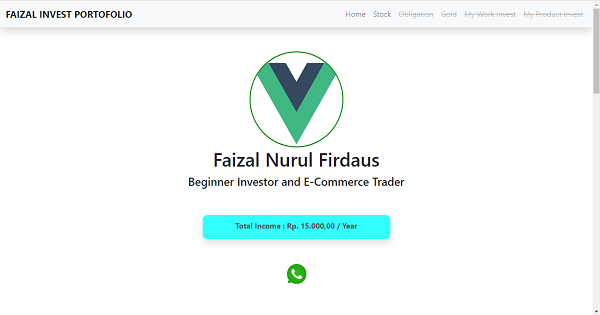 FAIZAL INVEST PORTOFOLIO
Home Stock Obligation Gold My Work Invest My Product Invest
Faizal Nurul Firdaus
Beginner Investor and E-Commerce Trader
Total Income : Rp. 15.000,00 / Year